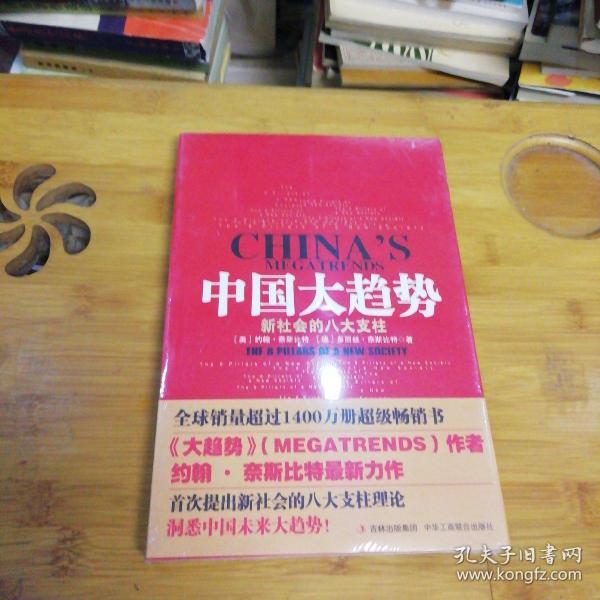 CHINA'S
MEGATRENDS
中国大趋势
新社会的八大支柱
[美]约翰·奈斯比特 [德]多丽丝·奈斯比特◎著
THE 8 PILLARS OF A NEW SOCIETY
全球销量超过1400万册超级畅销书
《大趋势》(MEGATRENDS)作者
约翰·奈斯比特最新力作
首次提出新社会的八大支柱理论
洞悉中国未来大趋势!
吉林出版集团 中华工商联合出版社
孔夫子旧书网
www.kongfz.com